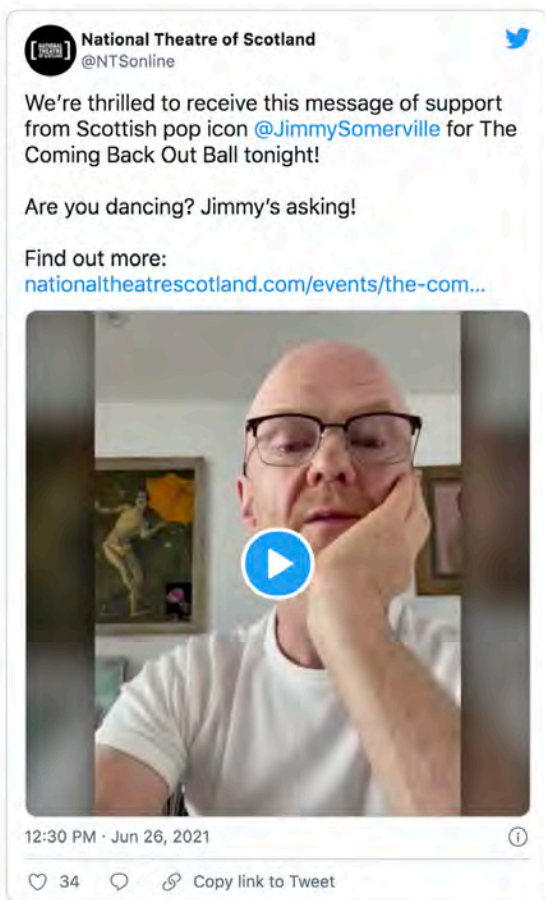 National Theatre of Scotland
@NTSonline
We're thrilled to receive this message of support
from Scottish pop icon @JimmySomerville for The
Coming Back Out Ball tonight!
Are you dancing? Jimmy's asking!
Find out more:
nationaltheatrescotland.com/events/the-com...
12:30 PM · Jun 26, 2021
34
Copy link to Tweet